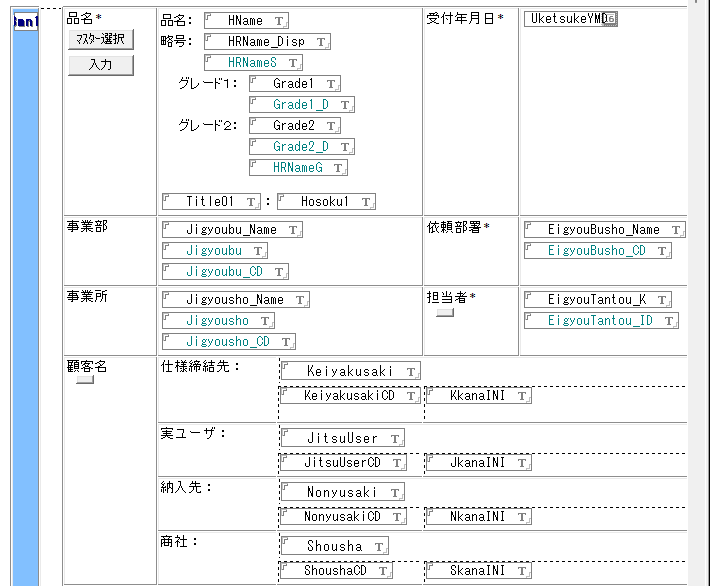 品名*
マスター選択
入力
品名: HName T
略号: HRName_Disp T
HRNameS T
グレード1: Grade1 T
Grade1_D T
グレード2: Grade2 T
Grade2_D T
HRNameG T
Title01 T : Hosoku1 T
受付年月日* UketsukeYMD 16
事業部
Jigyoubu_Name T
Jigyoubu T
Jigyoubu_CD T
依頼部署*
EigyouBusho_Name T
EigyouBusho_CD T
事業所
Jigyousho_Name T
Jigyousho T
Jigyousho_CD T
担当者*
EigyouTantou_K T
EigyouTantou_ID T
顧客名
仕様締結先: Keiyakusaki T
KeiyakusakiCD T KkanaINI T
実ユーザ: JitsuUser T
JitsuUserCD T JkanaINI T
納入先: Nonyusaki T
NonyusakiCD T NkanaINI T
商社: Shousha T
ShoushaCD T SkanaINI T